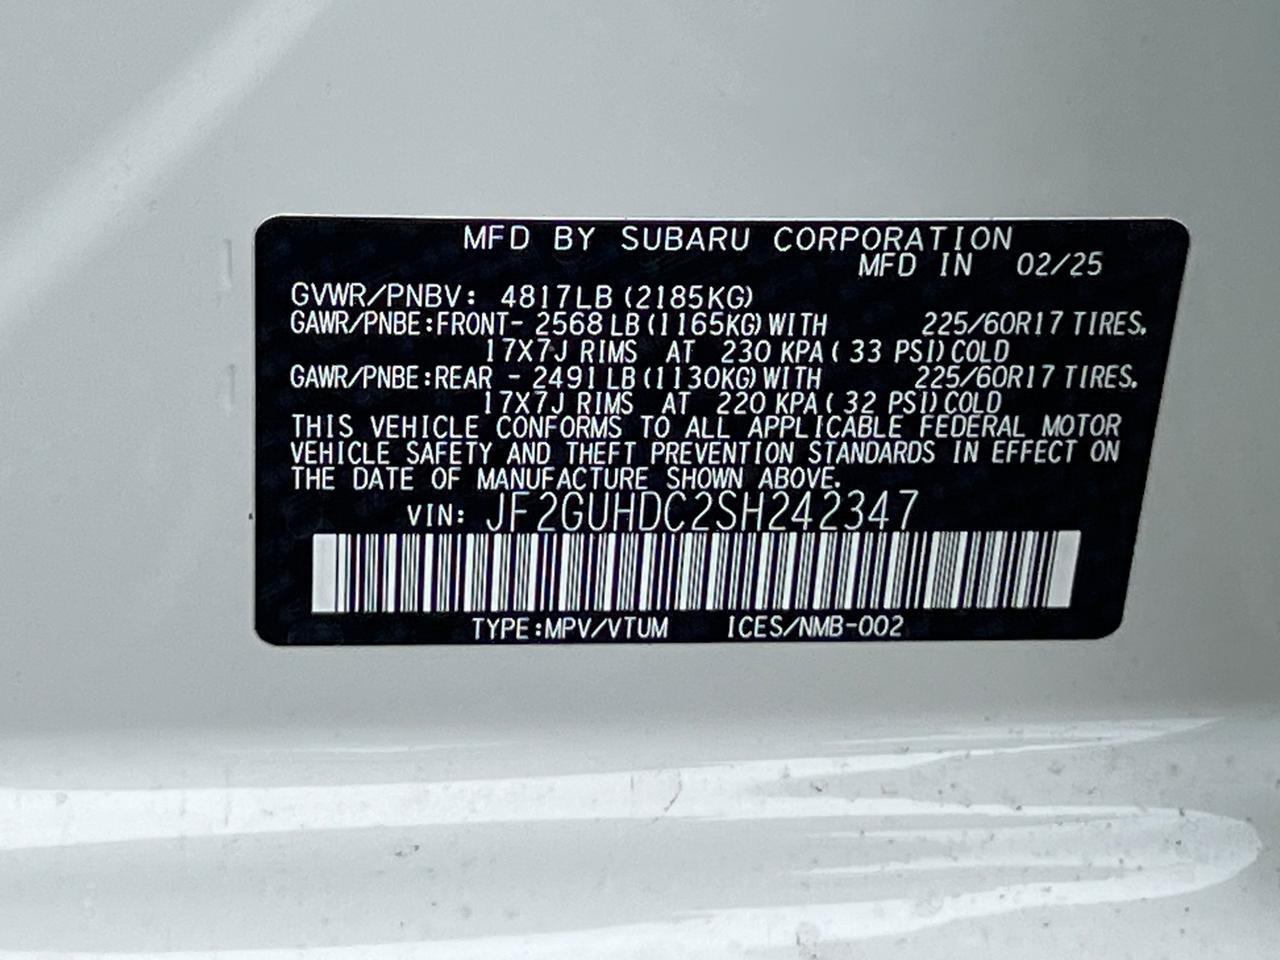 MFD BY SUBARU CORPORATION
MFD IN 02/25
GVWR/PNBV: 4817LB (2185KG)
GAWR/PNBE:FRONT- 2568 LB (1165KG) WITH 225/60R17 TIRES.
17X7J RIMS AT 230 KPA ( 33 PSI) COLD
GAWR/PNBE:REAR - 2491 LB (1130KG) WITH 225/60R17 TIRES.
17X7J RIMS AT 220 KPA ( 32 PSI) COLD
THIS VEHICLE CONFORMS TO ALL APPLICABLE FEDERAL MOTOR
VEHICLE SAFETY AND THEFT PREVENTION STANDARDS IN EFFECT ON
THE DATE OF MANUFACTURE SHOWN ABOVE.
VIN: JF2GUHDC2SH242347
TYPE:MPV/VTUM ICES/NMB-002